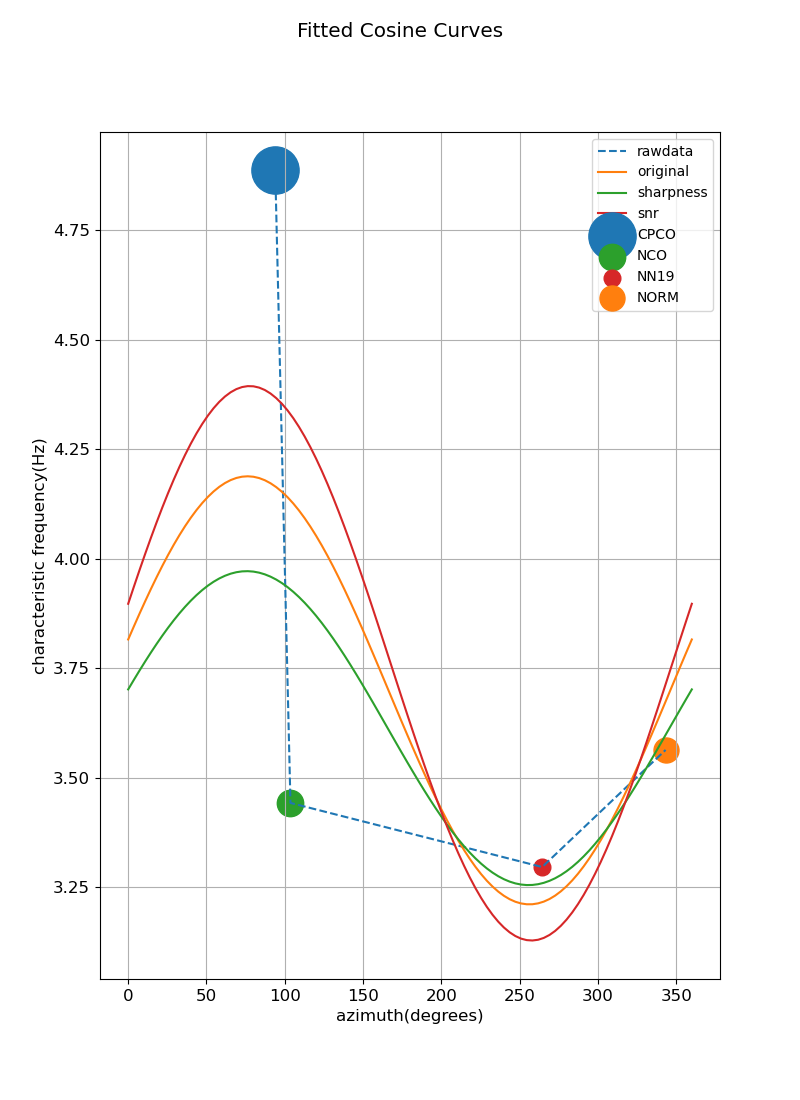 Fitted Cosine Curves
rawdata
original
sharpness
snr
CPCO
NCO
NN19
NORM
characteristic frequency(Hz)
4.75
4.50
4.25
4.00
3.75
3.50
3.25
0 50 100 150 200 250 300 350
azimuth(degrees)